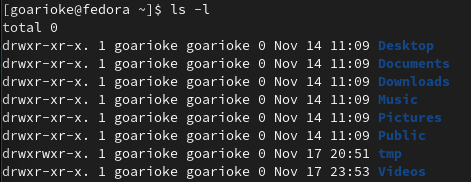 [goarioke@fedora ~]$ ls -l
total 0
drwxr-xr-x. 1 goarioke goarioke 0 Nov 14 11:09 Desktop
drwxr-xr-x. 1 goarioke goarioke 0 Nov 14 11:09 Documents
drwxr-xr-x. 1 goarioke goarioke 0 Nov 14 11:09 Downloads
drwxr-xr-x. 1 goarioke goarioke 0 Nov 14 11:09 Music
drwxr-xr-x. 1 goarioke goarioke 0 Nov 14 11:09 Pictures
drwxr-xr-x. 1 goarioke goarioke 0 Nov 14 11:09 Public
drwxrwxr-x. 1 goarioke goarioke 0 Nov 17 20:51 tmp
drwxr-xr-x. 1 goarioke goarioke 0 Nov 17 23:53 Videos